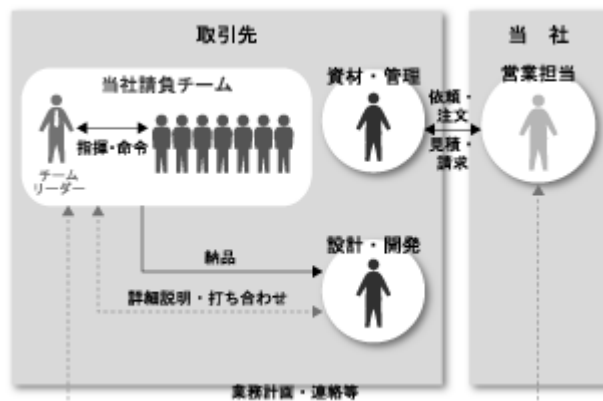 取引先
当社
当社請負チーム
資材・管理
営業担当
依頼・
注文
指揮・命令
見積・
請求
チーム
リーダー
設計・開発
納品
詳細説明・打ち合わせ
業務計画・連絡等